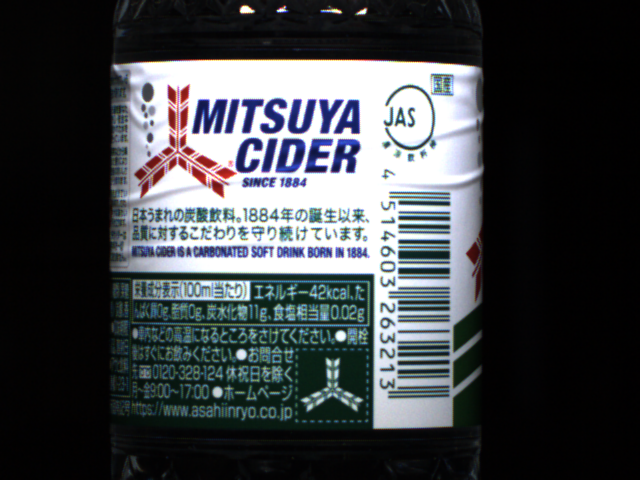 MITSUYA
CIDER
SINCE 1884
日本うまれの炭酸飲料。1884年の誕生以来、
品質に対するこだわりを守り続けています。
MITSUYA CIDER IS A CARBONATED SOFT DRINK BORN IN 1884.
国産
JAS
4 514603 263213
栄養成分表示(100ml当たり) エネルギー42kcal、た
んぱく質0g、脂質0g、炭水化物11g、食塩相当量0.02g
●車内などの高温になるところをさけてください。●開栓
後はすぐにお飲みください。●お問合せ
先 0120-328-124 休祝日を除く
月~金9:00~17:00 ●ホームページ
https://www.asahiinryo.co.jp